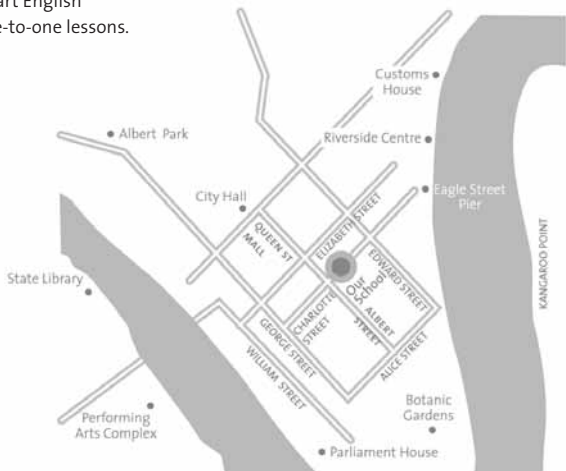 art English
e-to-one lessons.
Customs
House
Albert Park
Riverside Centre
Eagle Street
Pier
City Hall
ELIZABETH STREET
QUEEN ST
MALL
EDWARD STREET
KANGAROO POINT
State Library
Our
School
CHARLOTTE
STREET
ALBERT
STREET
GEORGE STREET
WILLIAM STREET
ALICE STREET
Performing
Arts Complex
Botanic
Gardens
Parliament House